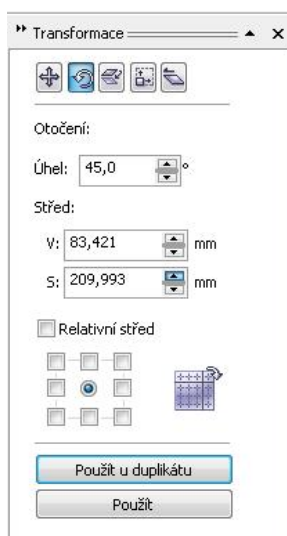 Transformace
Otočení:
Úhel: 45,0 °
Střed:
V: 83,421 mm
S: 209,993 mm
Relativní střed
Použít u duplikátu
Použít